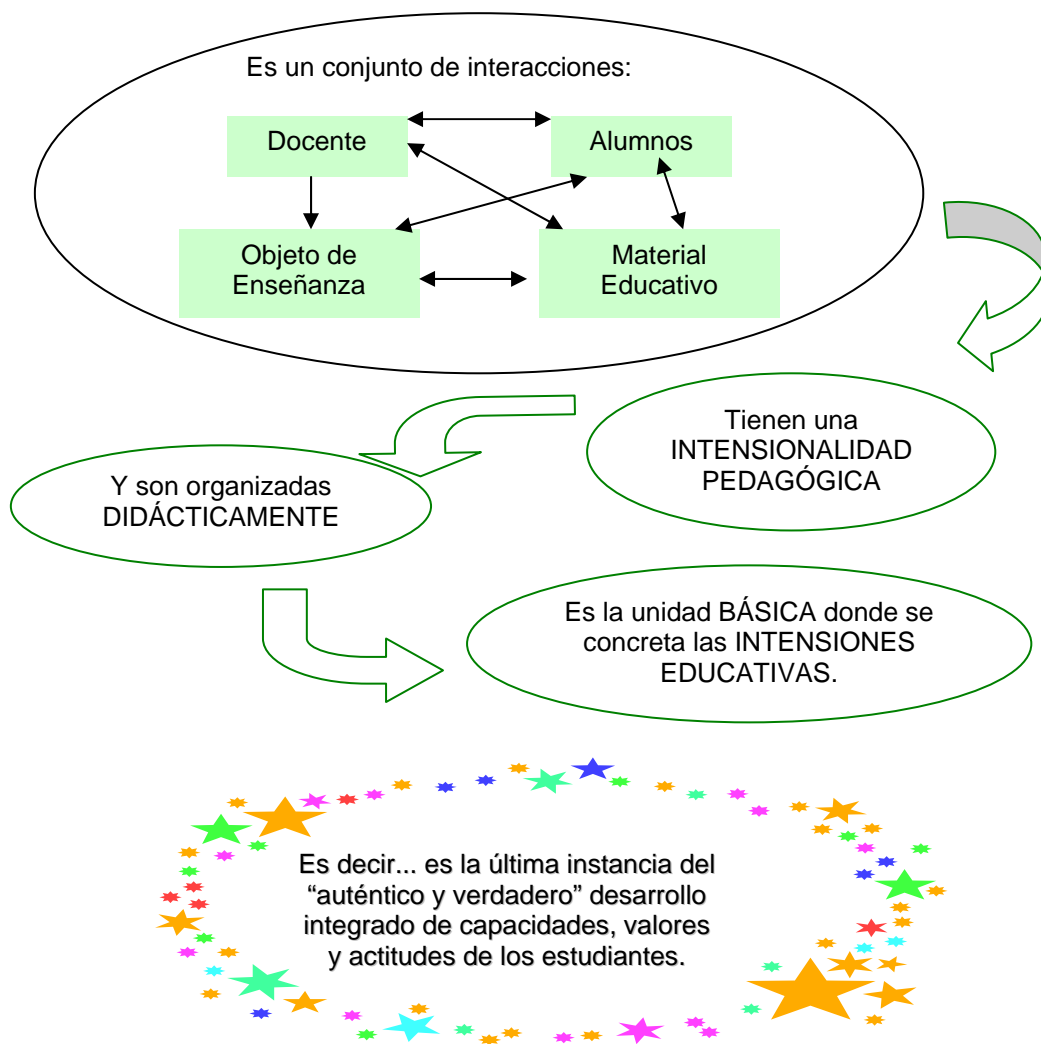 Es un conjunto de interacciones:
Docente
Alumnos
Objeto de
Enseñanza
Material
Educativo
Tienen una
INTENSIONALIDAD
PEDAGÓGICA
Y son organizadas
DIDÁCTICAMENTE
Es la unidad BÁSICA donde se
concreta las INTENSIONES
EDUCATIVAS.
Es decir... es la última instancia del
“auténtico y verdadero” desarrollo
integrado de capacidades, valores
y actitudes de los estudiantes.